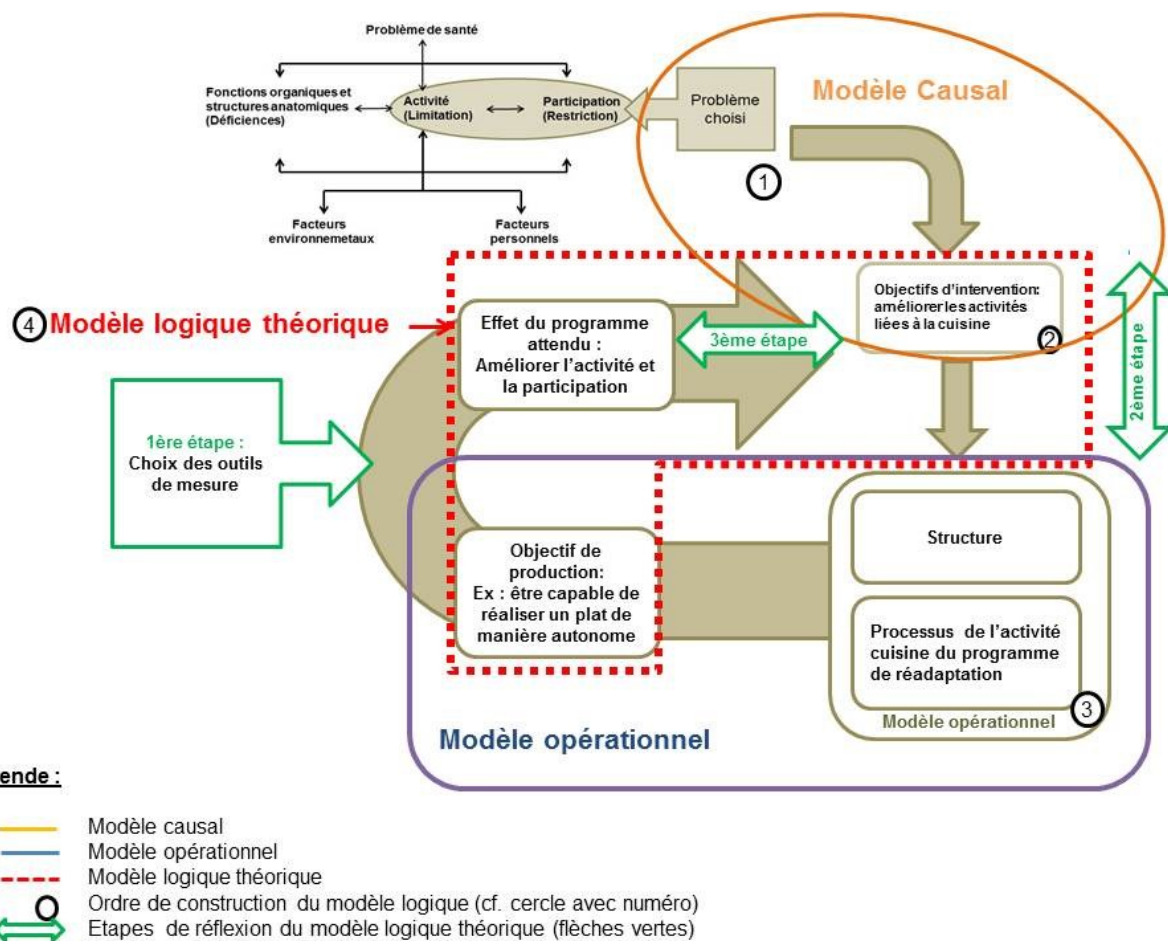 Problème de santé
Fonctions organiques et
structures anatomiques
(Déficiences)
Activité
(Limitation)
Participation
(Restriction)
Problème
choisi
Modèle Causal
1
Facteurs
environnemetaux
Facteurs
personnels
4 Modèle logique théorique
Effet du programme
attendu :
Améliorer l'activité et
la participation
3ème étape
Objectifs d'intervention:
améliorer les activités
liées à la cuisine
2
2ème étape
1ère étape :
Choix des outils
de mesure
Objectif de
production:
Ex : être capable de
réaliser un plat de
manière autonome
Structure
Processus de l'activité
cuisine du programme
de réadaptation
3
Modèle opérationnel
Modèle opérationnel
ende :
Modèle causal
Modèle opérationnel
Modèle logique théorique
Ordre de construction du modèle logique (cf. cercle avec numéro)
Etapes de réflexion du modèle logique théorique (flèches vertes)